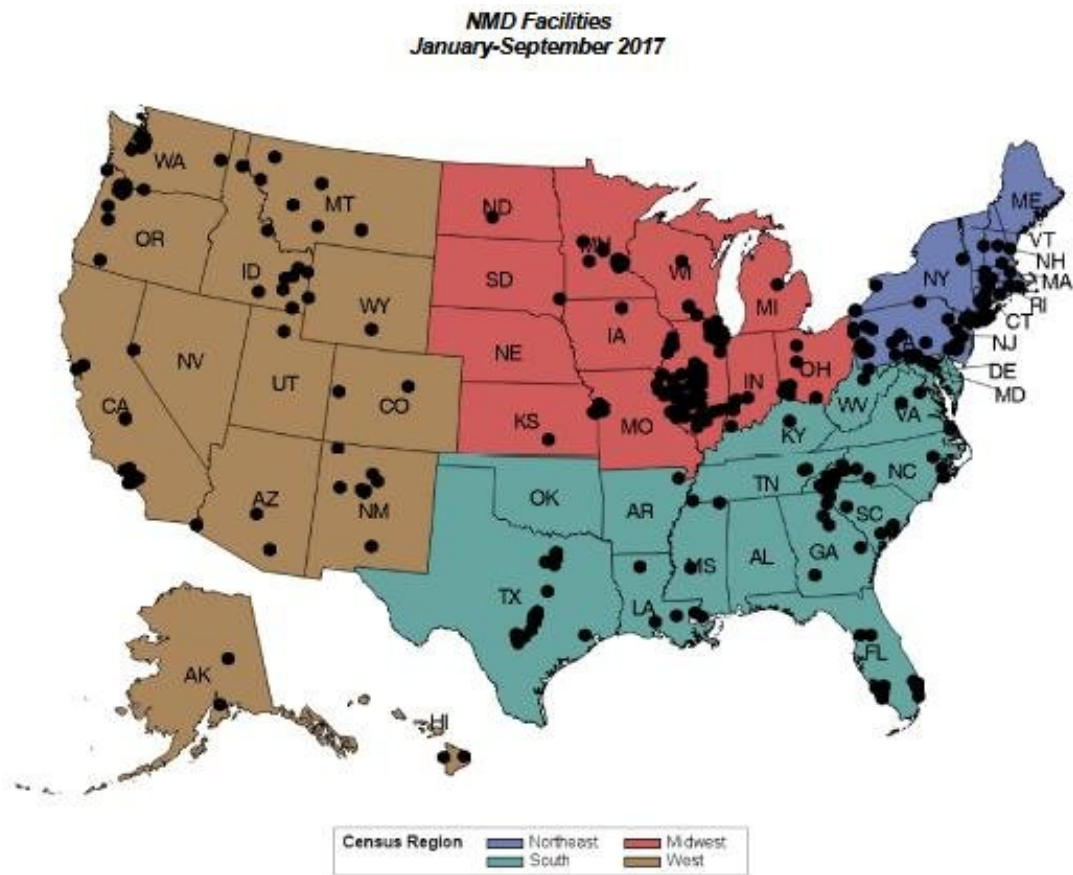 NMD Facilities
January-September 2017
WA
MT
ND
ME
OR
ID
WY
SD
WI
MI
NY
VT
NH
MA
RI
CT
NJ
DE
MD
NV
UT
CO
NE
IA
IN
OH
CA
KS
MO
WV
VA
KY
AZ
NM
OK
AR
TN
NC
SC
TX
LA
MS
AL
GA
FL
AK
HI
Census Region Northeast Midwest
South West